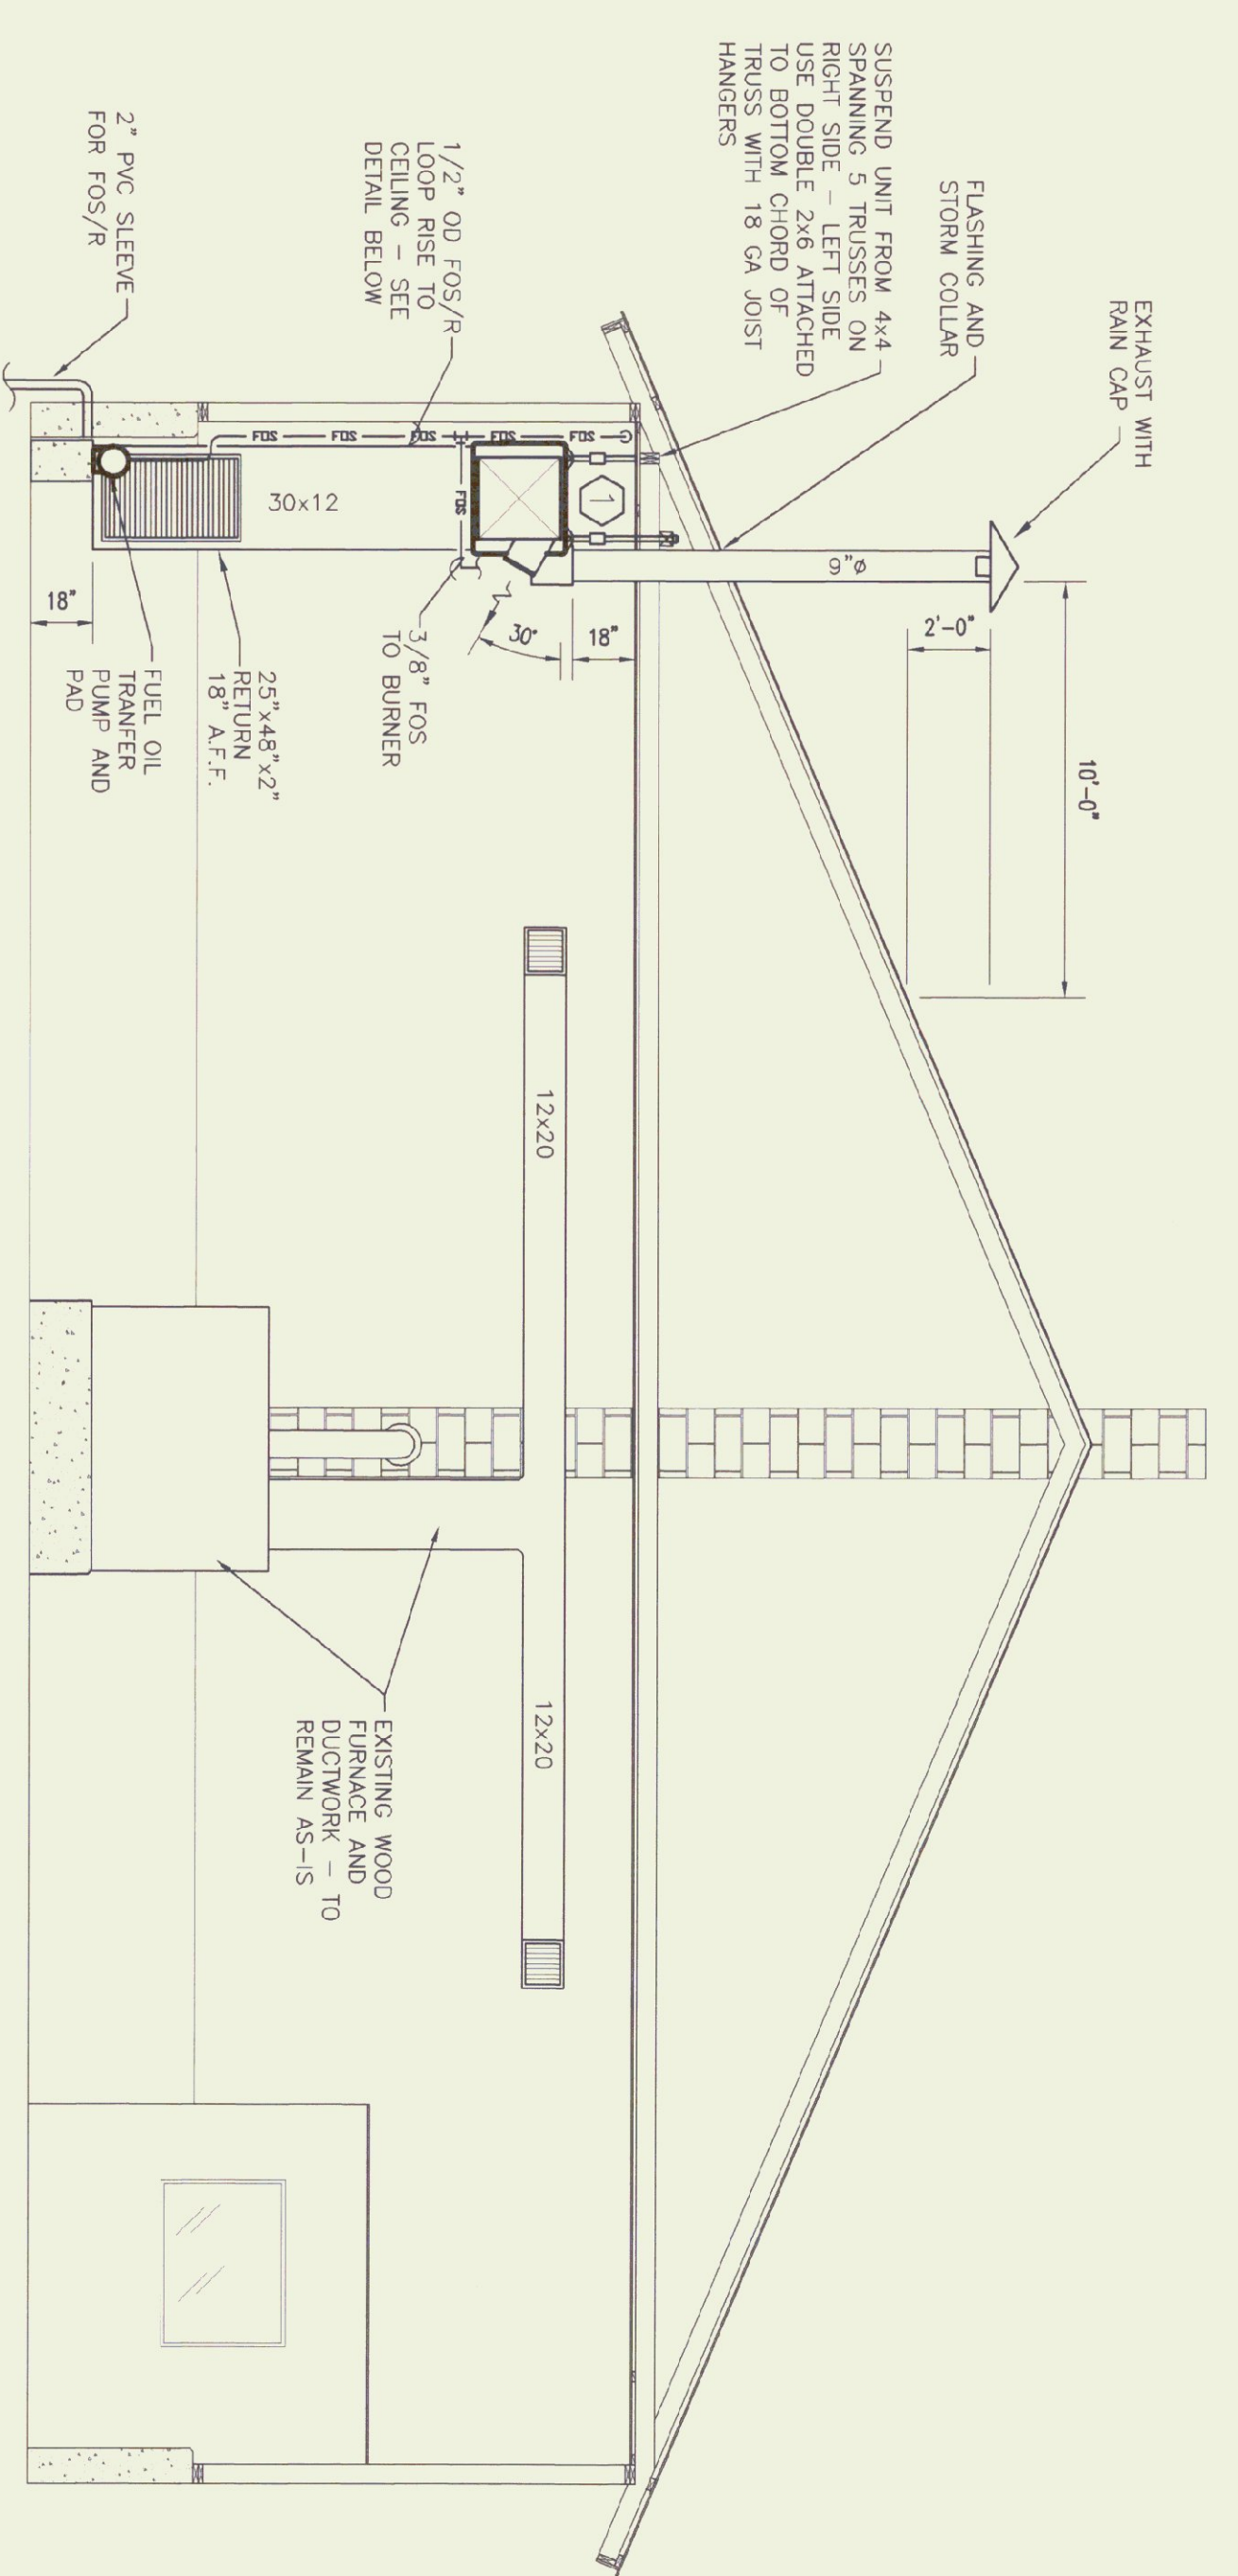 EXHAUST WITH
RAIN CAP
FLASHING AND
STORM COLLAR
SUSPEND UNIT FROM 4x4
SPANNING 5 TRUSSES ON
RIGHT SIDE - LEFT SIDE
USE DOUBLE 2x6 ATTACHED
TO BOTTOM CHORD OF
TRUSS WITH 18 GA JOIST
HANGERS
10'-0"
2'-0"
9"ø
1/2" OD FOS/R
LOOP RISE TO
CEILING - SEE
DETAIL BELOW
2" PVC SLEEVE
FOR FOS/R
1
FOS
FOS
FOS
FOS
FOS
FOS
30x12
18"
30°
3/8" FOS
TO BURNER
18"
25"x48"x2"
RETURN
18" A.F.F.
FUEL OIL
TRANFER
PUMP AND
PAD
12x20
12x20
EXISTING WOOD
FURNACE AND
DUCTWORK - TO
REMAIN AS-IS